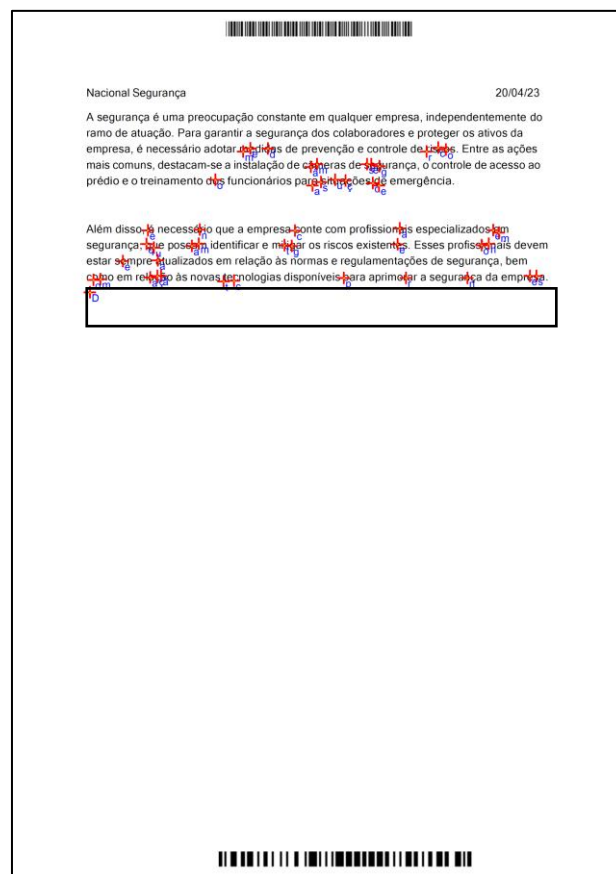 Nacional Segurança 20/04/23
A segurança é uma preocupação constante em qualquer empresa, independentemente do
ramo de atuação. Para garantir a segurança dos colaboradores e proteger os ativos da
empresa, é necessário adotar medidas de prevenção e controle de riscos. Entre as ações
mais comuns, destacam-se a instalação de câmeras de segurança, o controle de acesso ao
prédio e o treinamento dos funcionários para situações de emergência.
Além disso, é necessário que a empresa conte com profissionais especializados em
segurança, que possam identificar e mitigar os riscos existentes. Esses profissionais devem
estar sempre atualizados em relação às normas e regulamentações de segurança, bem
como em relação às novas tecnologias disponíveis para aprimorar a segurança da empresa.